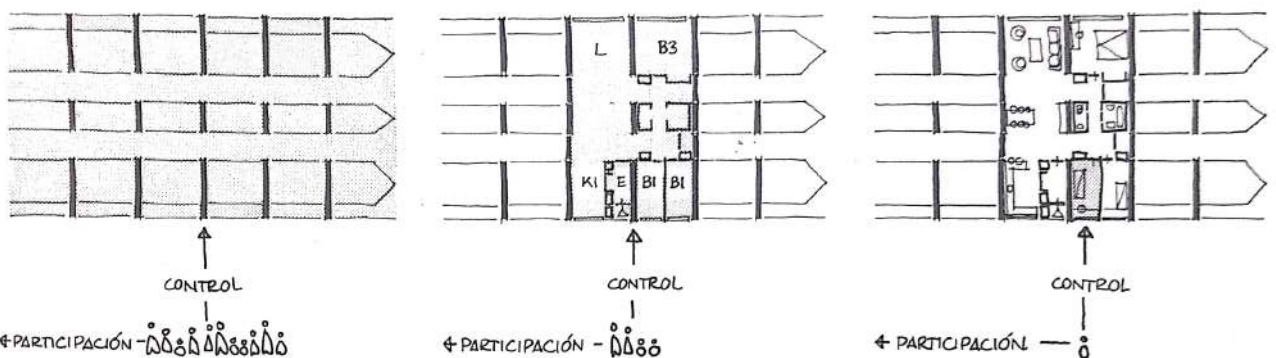 CONTROL
PARTICIPACIÓN
L
B3
KI
E
BI
BI
CONTROL
PARTICIPACIÓN
CONTROL
PARTICIPACIÓN